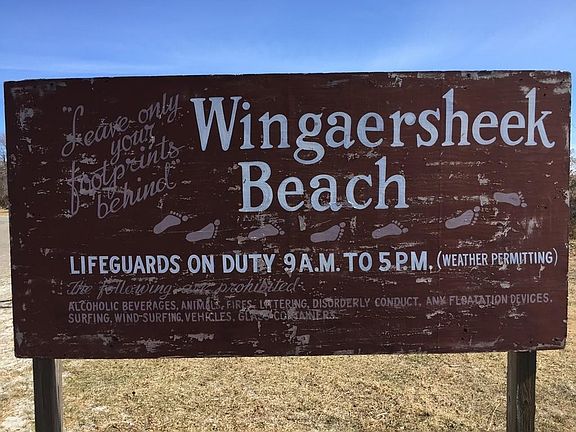 "Leave only
your
footprints
behind"
Wingaersheek
Beach
LIFEGUARDS ON DUTY 9 A.M. TO 5 P.M. (WEATHER PERMITTING)
The following are prohibited-
ALCOHOLIC BEVERAGES, ANIMALS, FIRES, LITTERING, DISORDERLY CONDUCT, ANY FLOATATION DEVICES,
SURFING, WIND-SURFING, VEHICLES, GLASS CONTAINERS.